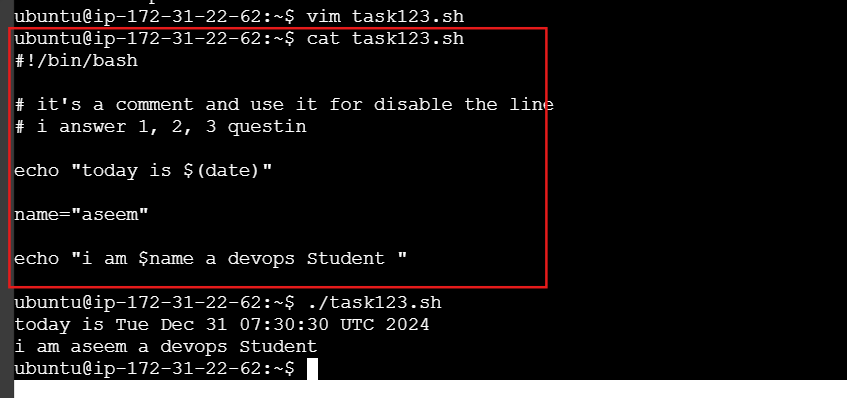 ubuntu@ip-172-31-22-62:~$ vim task123.sh
ubuntu@ip-172-31-22-62:~$ cat task123.sh
#!/bin/bash
# it's a comment and use it for disable the line
# i answer 1, 2, 3 questin
echo "today is $(date)"
name="aseem"
echo "i am $name a devops Student "
ubuntu@ip-172-31-22-62:~$ ./task123.sh
today is Tue Dec 31 07:30:30 UTC 2024
i am aseem a devops Student
ubuntu@ip-172-31-22-62:~$